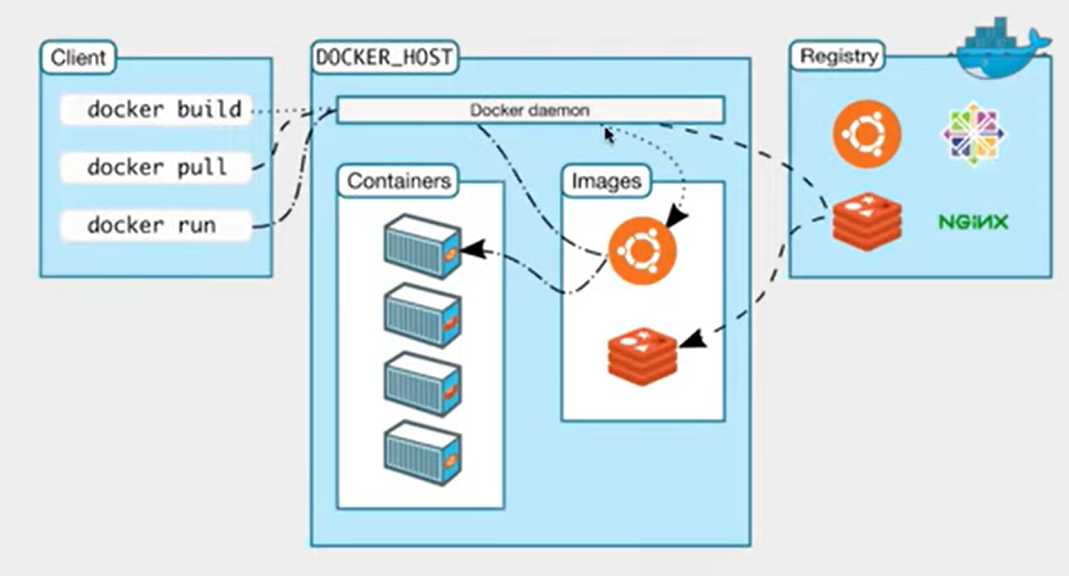 Client
docker build
docker pull
docker run
DOCKER_HOST
Docker daemon
Containers
Images
Registry
NGiNX